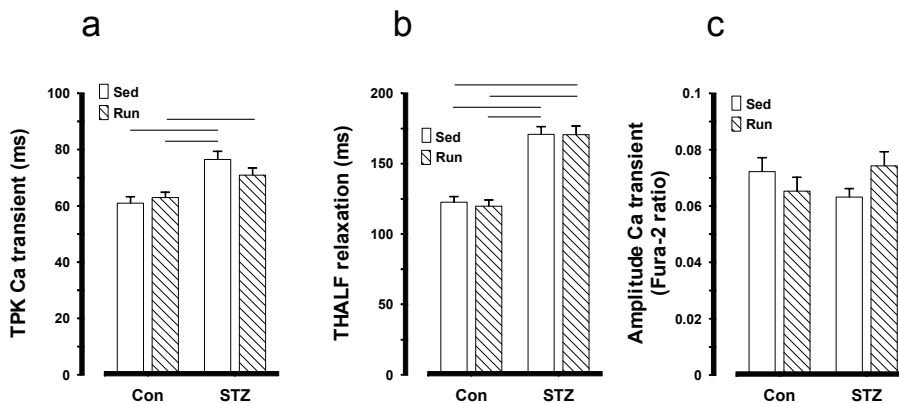 a
b
c
TPK Ca transient (ms)
100
80
60
40
20
0
Sed
Run
Con
STZ
THALF relaxation (ms)
200
150
100
50
0
Sed
Run
Con
STZ
Amplitude Ca transient
(Fura-2 ratio)
0.1
0.08
0.06
0.04
0.02
0
Sed
Run
Con
STZ